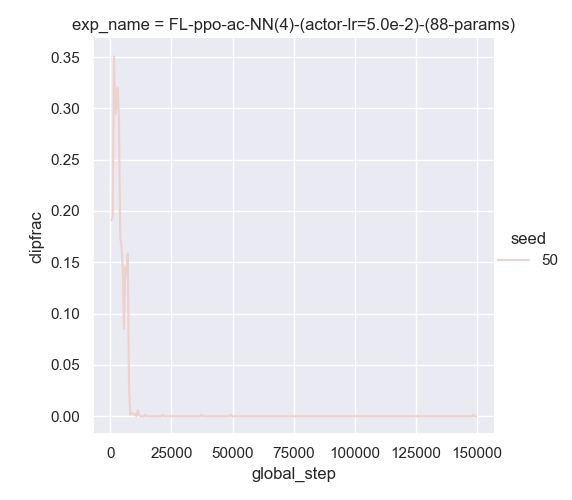 exp_name = FL-ppo-ac-NN(4)-(actor-lr=5.0e-2)-(88-params)
0.35
0.30
0.25
0.20
0.15
0.10
0.05
0.00
clipfrac
0 25000 50000 75000 100000 125000 150000
global_step
seed
50